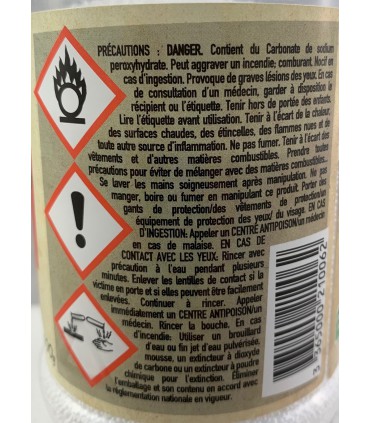 PRÉCAUTIONS : DANGER. Contient du Carbonate de sodium
peroxyhydrate. Peut aggraver un incendie; comburant. Nocif en
cas d'ingestion. Provoque de graves lésions des yeux. En cas
de consultation d'un médecin, garder à disposition le
récipient ou l'étiquette. Tenir hors de portée des enfants.
Lire l'étiquette avant utilisation. Tenir à l'écart de la chaleur,
des surfaces chaudes, des étincelles, des flammes nues et de
toute autre source d'inflammation. Ne pas fumer. Tenir à l'écart des
vêtements et d'autres matières combustibles. Prendre toutes
précautions pour éviter de mélanger avec des matières combustibles..
Se laver les mains soigneusement après manipulation. Ne pas
manger, boire ou fumer en manipulant ce produit. Porter des
gants de protection/des vêtements de protection/un
équipement de protection des yeux/ du visage. EN CAS
D'INGESTION: Appeler un CENTRE ANTIPOISON/un médecin
en cas de malaise. EN CAS DE
CONTACT AVEC LES YEUX: Rincer avec
précaution à l'eau pendant plusieurs
minutes. Enlever les lentilles de contact si la
victime en porte et si elles peuvent être facilement
enlevées. Continuer à rincer. Appeler
immédiatement un CENTRE ANTIPOISON/un
médecin. Rincer la bouche. En cas
d'incendie: Utiliser un brouillard
d'eau ou fin jet d'eau pulvérisée,
mousse, un extincteur à dioxyde
de carbone ou un extincteur à poudre
chimique pour l'extinction. Éliminer
l'emballage et son contenu en accord avec
la réglementation nationale en vigueur.
3 365000 210062